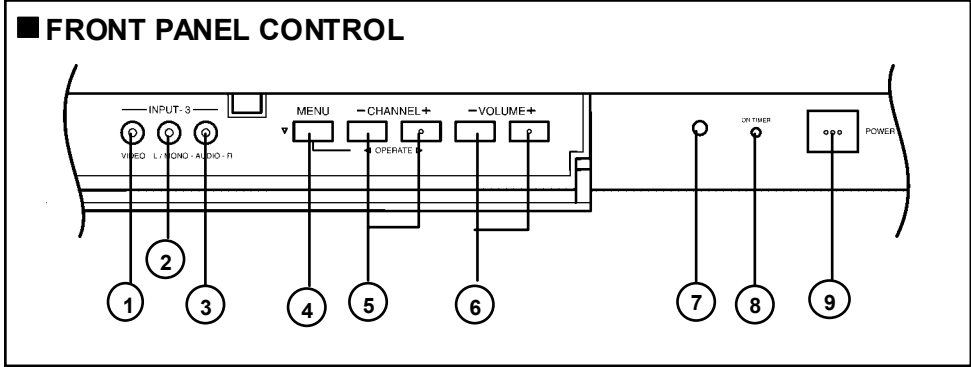 ■ FRONT PANEL CONTROL
INPUT- 3
MENU
−CHANNEL+
−VOLUME+
ON TIMER
POWER
▼
VIDEO L / MONO - AUDIO - R
◀ OPERATE ▶
1
2
3
4
5
6
7
8
9